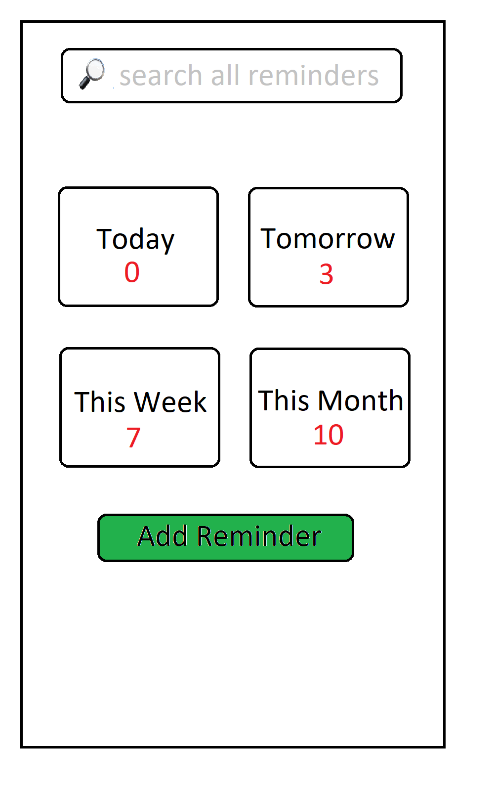 search all reminders
Today
0
Tomorrow
3
This Week
7
This Month
10
Add Reminder